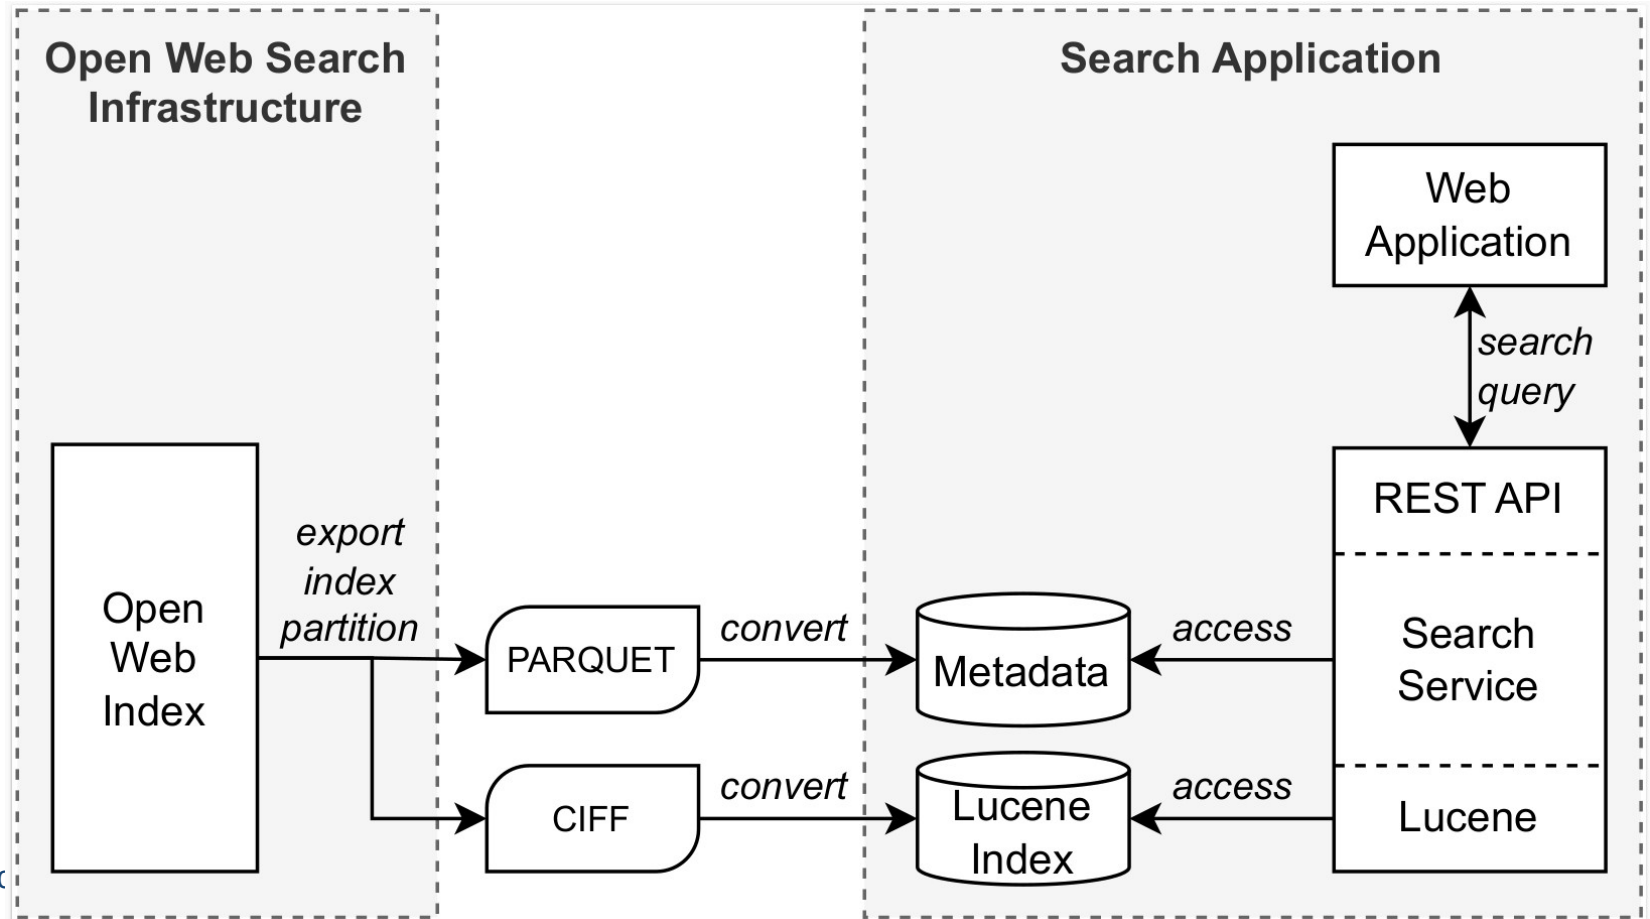 Open Web Search
Infrastructure
Search Application
Web
Application
search
query
REST API
Search
Service
Lucene
export
index
partition
Open
Web
Index
PARQUET
convert
Metadata
access
CIFF
convert
Lucene
Index
access